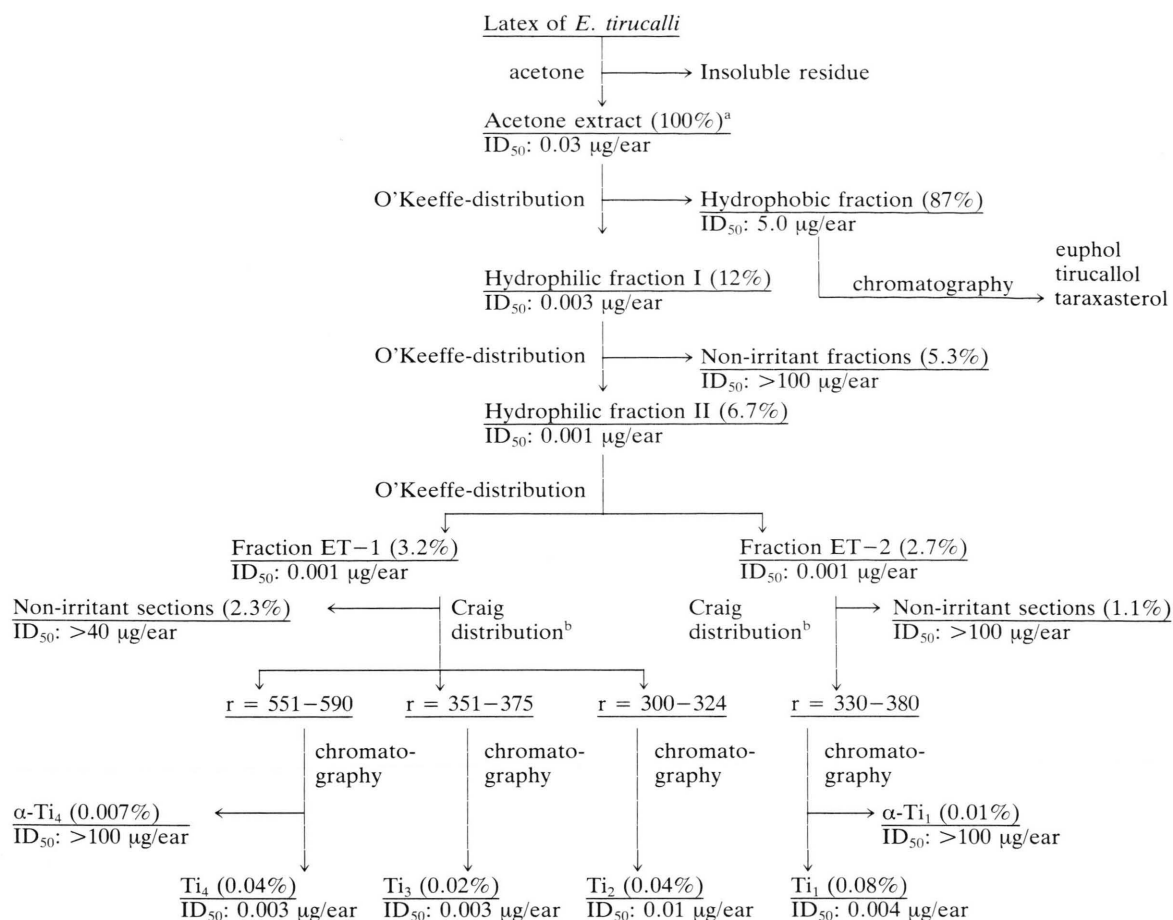 Latex of E. tirucalli
acetone
Insoluble residue
Acetone extract (100%)ᵃ
ID₅₀: 0.03 µg/ear
O'Keeffe-distribution
Hydrophobic fraction (87%)
ID₅₀: 5.0 µg/ear
chromatography
euphol
tirucallol
taraxasterol
Hydrophilic fraction I (12%)
ID₅₀: 0.003 µg/ear
O'Keeffe-distribution
Non-irritant fractions (5.3%)
ID₅₀: >100 µg/ear
Hydrophilic fraction II (6.7%)
ID₅₀: 0.001 µg/ear
O'Keeffe-distribution
Fraction ET−1 (3.2%)
ID₅₀: 0.001 µg/ear
Fraction ET−2 (2.7%)
ID₅₀: 0.001 µg/ear
Non-irritant sections (2.3%)
ID₅₀: >40 µg/ear
Craig
distributionᵇ
Craig
distributionᵇ
Non-irritant sections (1.1%)
ID₅₀: >100 µg/ear
r = 551−590
r = 351−375
r = 300−324
r = 330−380
chromato-
graphy
chromato-
graphy
chromato-
graphy
chromato-
graphy
α-Ti₄ (0.007%)
ID₅₀: >100 µg/ear
α-Ti₁ (0.01%)
ID₅₀: >100 µg/ear
Ti₄ (0.04%)
ID₅₀: 0.003 µg/ear
Ti₃ (0.02%)
ID₅₀: 0.003 µg/ear
Ti₂ (0.04%)
ID₅₀: 0.01 µg/ear
Ti₁ (0.08%)
ID₅₀: 0.004 µg/ear